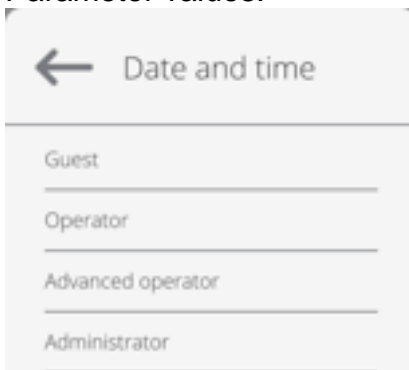 Parameter values:
Date and time
Guest
Operator
Advanced operator
Administrator